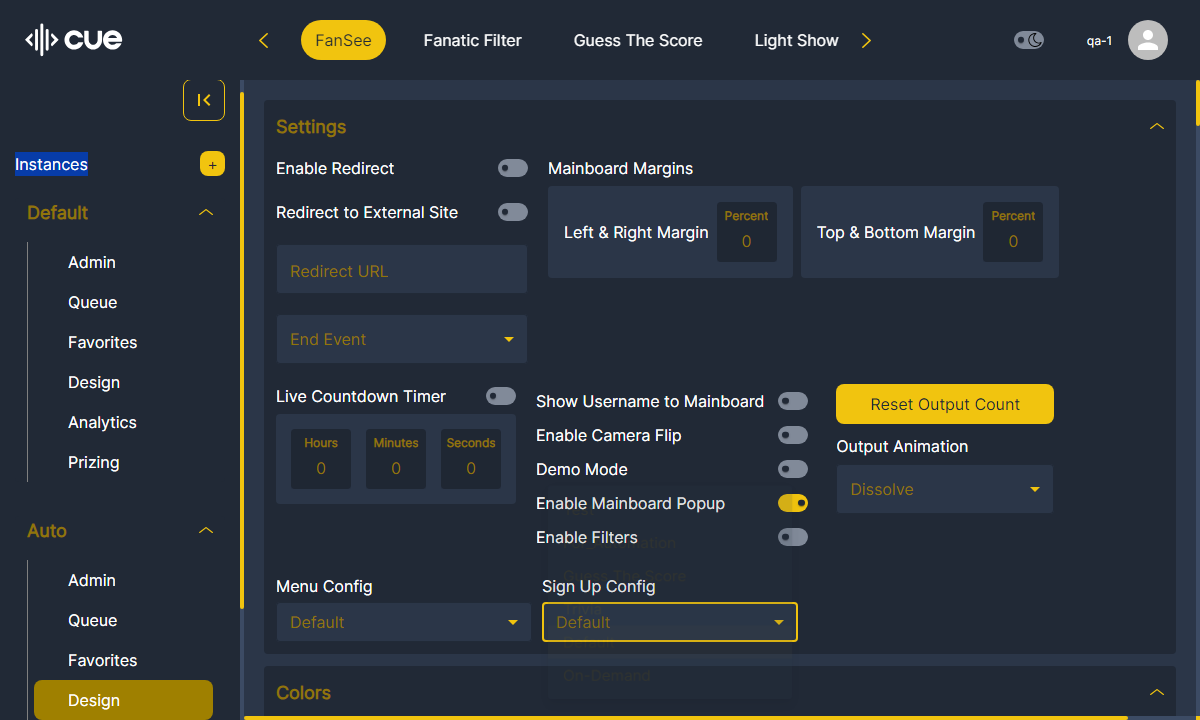 cue
FanSee
Fanatic Filter
Guess The Score
Light Show
qa-1
Instances
+
Default
Admin
Queue
Favorites
Design
Analytics
Prizing
Auto
Admin
Queue
Favorites
Design
Settings
Enable Redirect
Redirect to External Site
Redirect URL
End Event
Mainboard Margins
Left & Right Margin
Percent
0
Top & Bottom Margin
Percent
0
Live Countdown Timer
Hours
0
Minutes
0
Seconds
0
Show Username to Mainboard
Enable Camera Flip
Demo Mode
Enable Mainboard Popup
Enable Filters
Reset Output Count
Output Animation
Dissolve
Menu Config
Default
Sign Up Config
Default
On-Demand
Colors